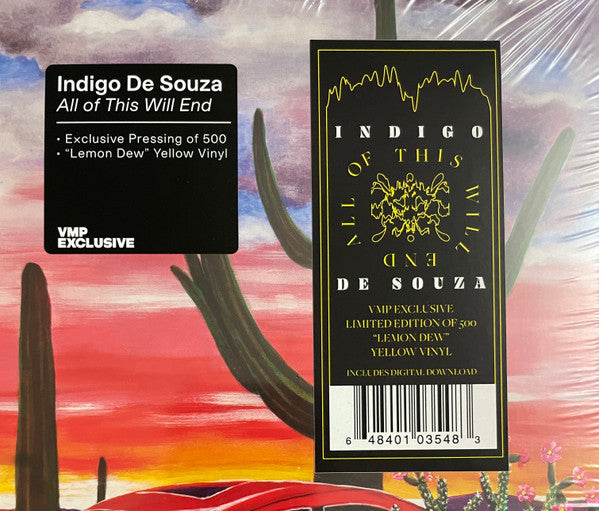 Indigo De Souza
All of This Will End
• Exclusive Pressing of 500
• “Lemon Dew” Yellow Vinyl
VMP
EXCLUSIVE
INDIGO
ALL OF THIS WILL END
DE SOUZA
VMP EXCLUSIVE
LIMITED EDITION OF 500
“LEMON DEW”
YELLOW VINYL
INCLUDES DIGITAL DOWNLOAD
6 48401 03548 3